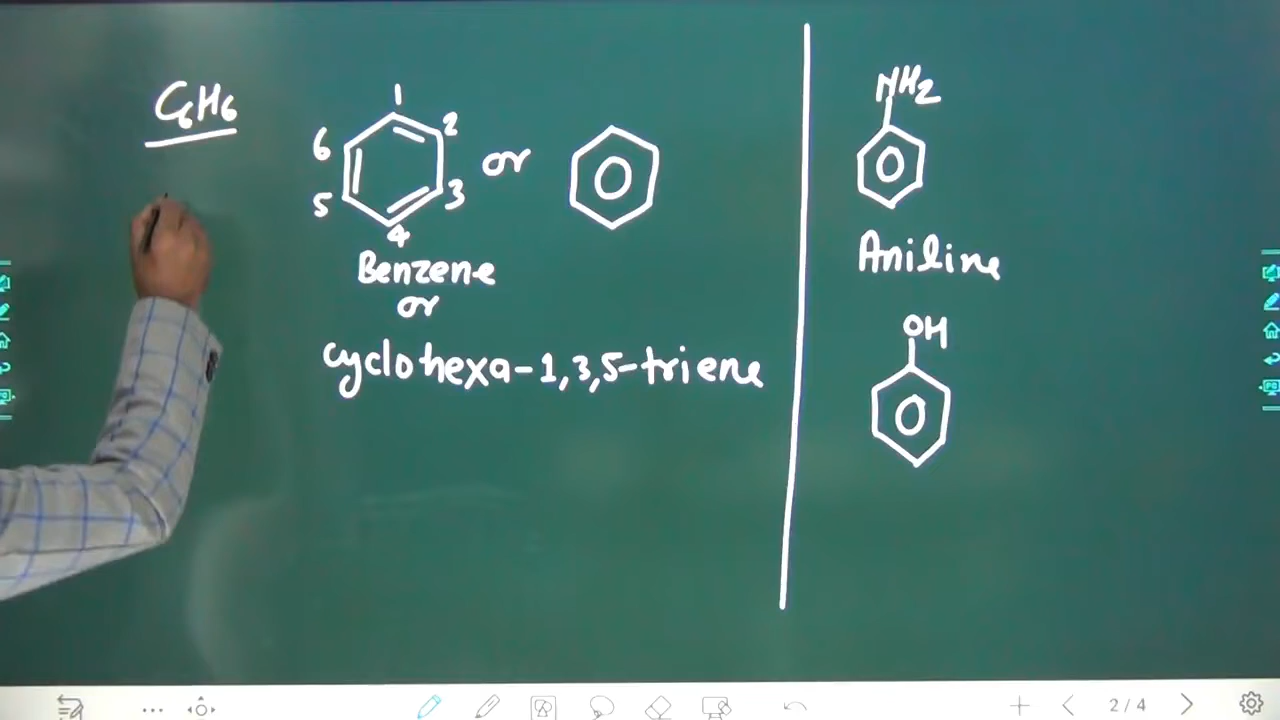 C6H6
1
6
2
5
3
4
or
Benzene
or
cyclohexa-1,3,5-triene
NH2
Aniline
OH
2 / 4